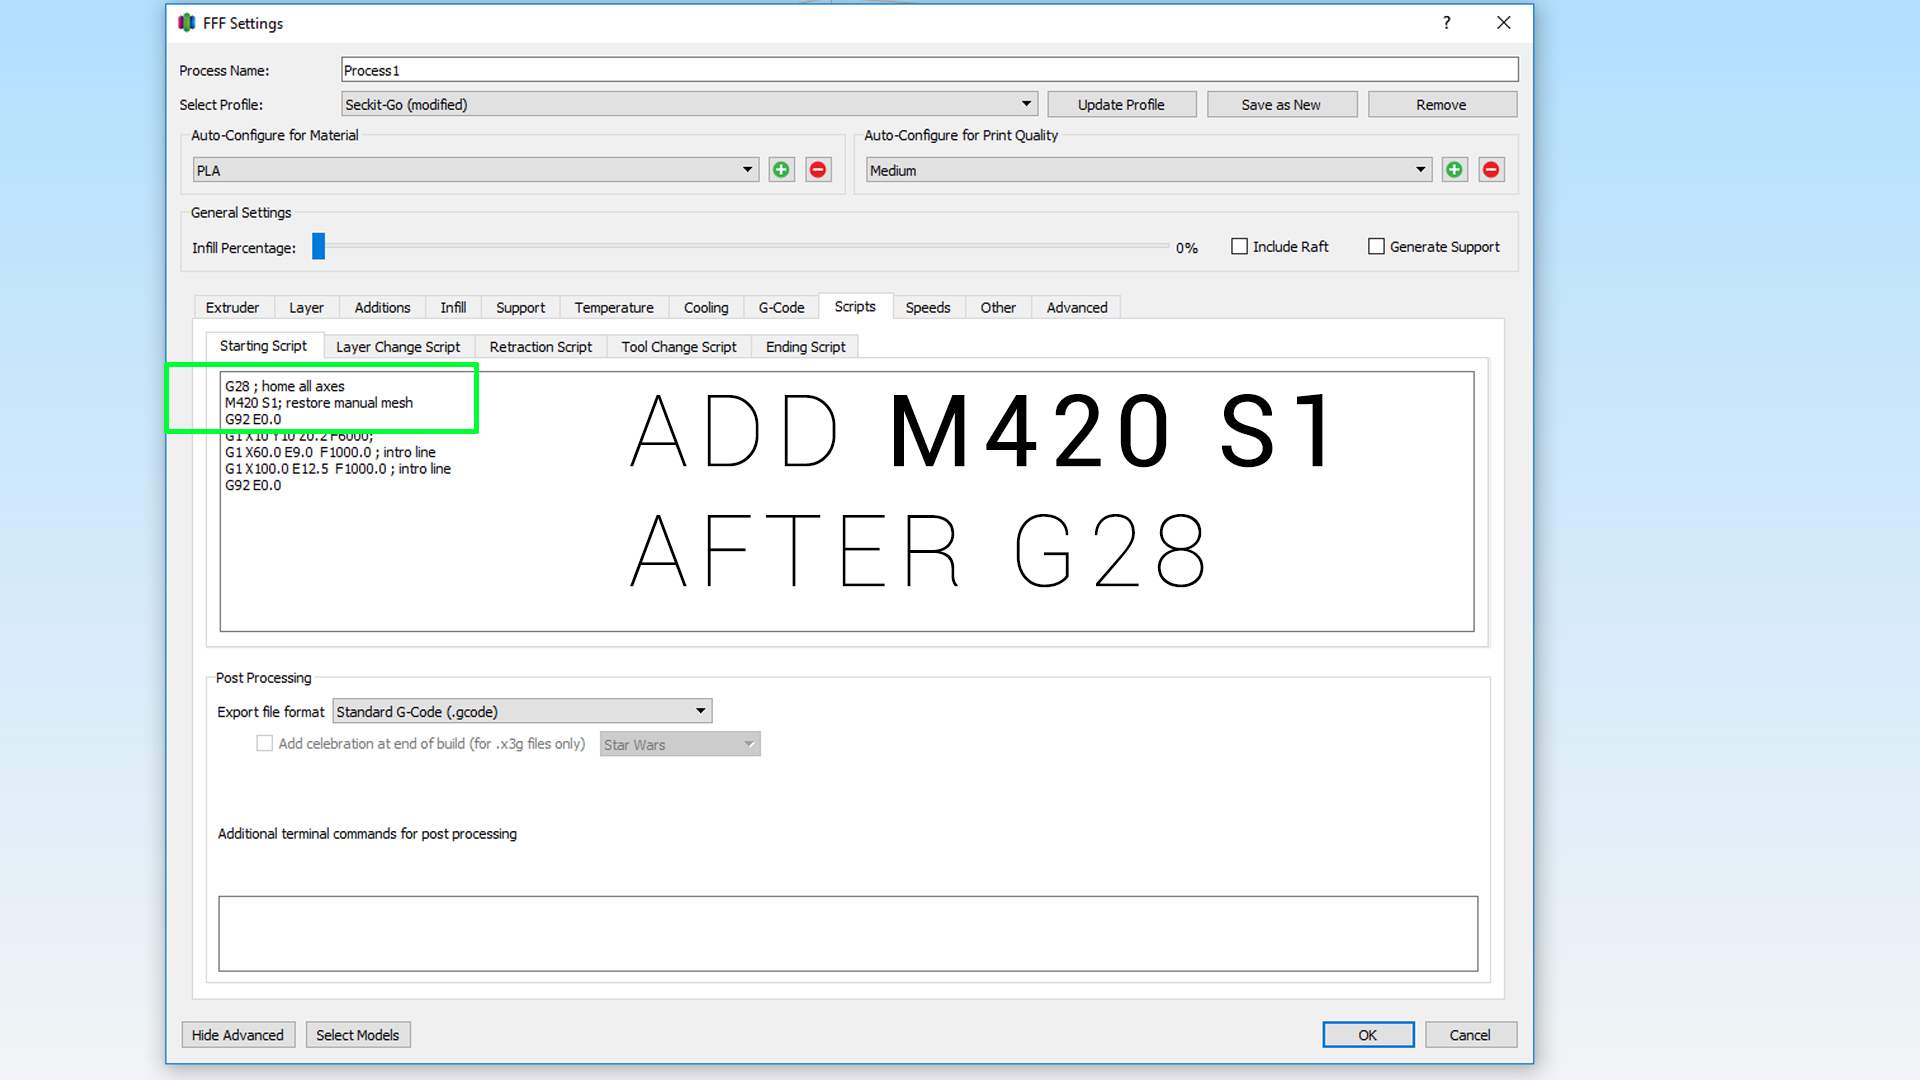 FFF Settings
?
Process Name: Process1
Select Profile: Seckit-Go (modified) Update Profile Save as New Remove
Auto-Configure for Material Auto-Configure for Print Quality
PLA Medium
General Settings
Infill Percentage: 0% Include Raft Generate Support
Extruder Layer Additions Infill Support Temperature Cooling G-Code Scripts Speeds Other Advanced
Starting Script Layer Change Script Retraction Script Tool Change Script Ending Script
G28 ; home all axes
M420 S1; restore manual mesh
G92 E0.0
G1 X10 Y10 Z0.2 F6000;
G1 X60.0 E9.0 F1000.0 ; intro line
G1 X100.0 E12.5 F1000.0 ; intro line
G92 E0.0
ADD M420 S1
AFTER G28
Post Processing
Export file format Standard G-Code (.gcode)
Add celebration at end of build (for .x3g files only) Star Wars
Additional terminal commands for post processing
Hide Advanced Select Models OK Cancel